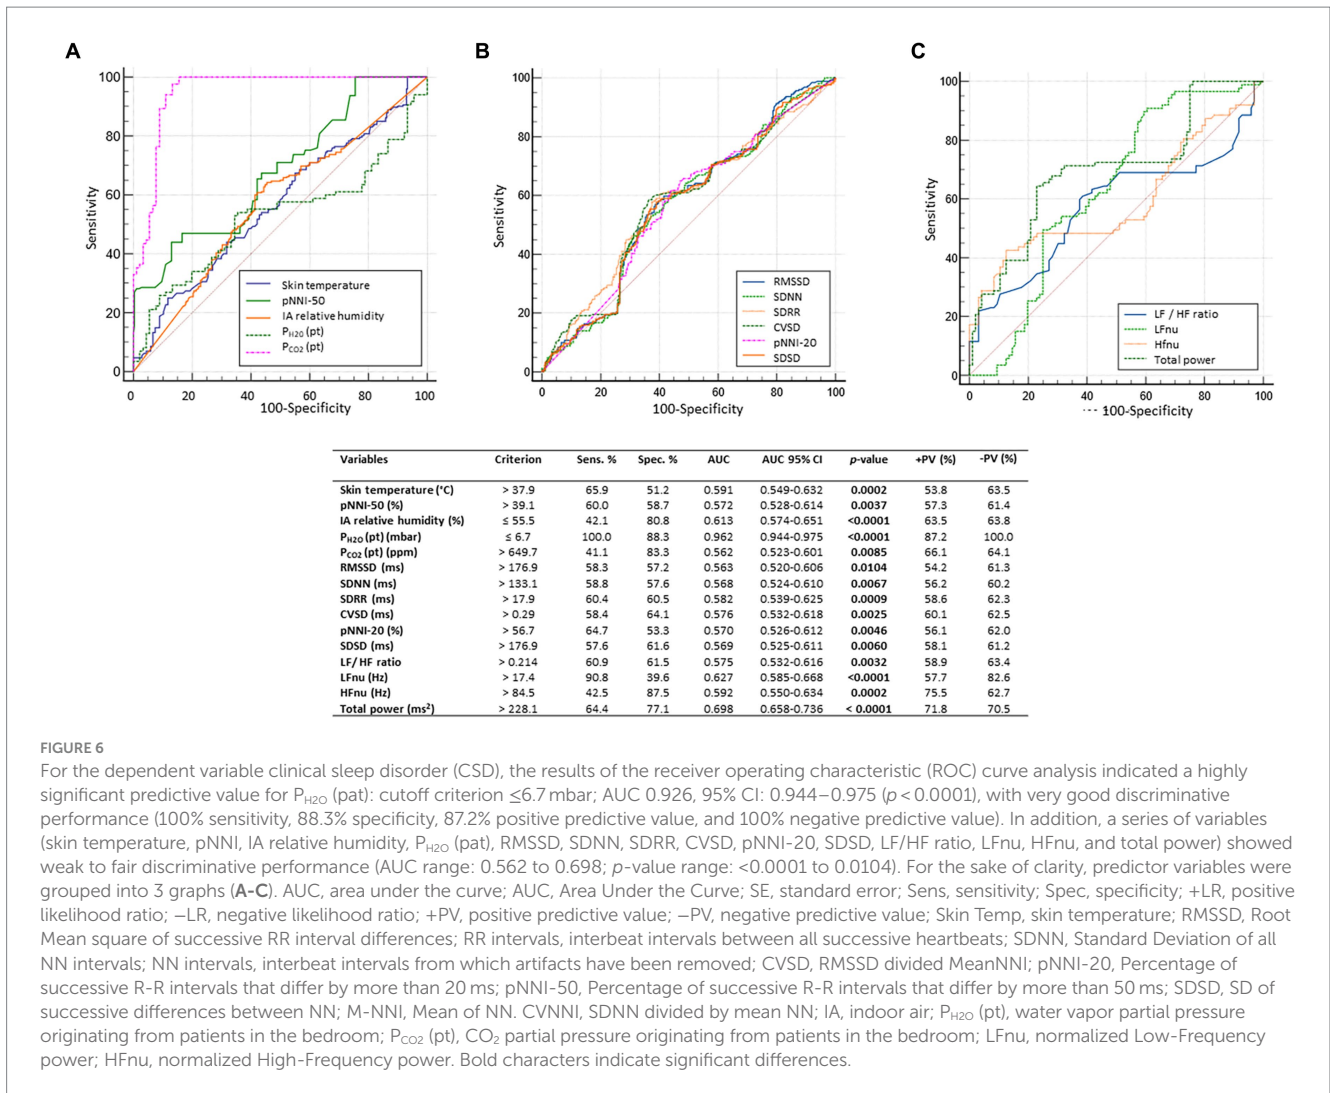 A
B
C
100
80
60
40
20
0
Sensitivity
0
20
40
60
80
100
100-Specificity
Skin temperature
pNNI-50
IA relative humidity
P_H2O (pt)
P_CO2 (pt)
100
80
60
40
20
0
Sensitivity
0
20
40
60
80
100
100-Specificity
RMSSD
SDNN
SDRR
CVSD
pNNI-20
SDSD
100
80
60
40
20
0
Sensitivity
0
20
40
60
80
100
100-Specificity
LF / HF ratio
LFnu
Hfnu
Total power
Variables Criterion Sens. % Spec. % AUC AUC 95% CI p-value +PV (%) -PV (%)
Skin temperature (°C) > 37.9 65.9 51.2 0.591 0.549-0.632 0.0002 53.8 63.5
pNNI-50 (%) > 39.1 60.0 58.7 0.572 0.528-0.614 0.0037 57.3 61.4
IA relative humidity (%) ≤ 55.5 42.1 80.8 0.613 0.574-0.651 <0.0001 63.5 63.8
P_H2O (pt) (mbar) ≤ 6.7 100.0 88.3 0.962 0.944-0.975 <0.0001 87.2 100.0
P_CO2 (pt) (ppm) > 649.7 41.1 83.3 0.562 0.523-0.601 0.0085 66.1 64.1
RMSSD (ms) > 176.9 58.3 57.2 0.563 0.520-0.606 0.0104 54.2 61.3
SDNN (ms) > 133.1 58.8 57.6 0.568 0.524-0.610 0.0067 56.2 60.2
SDRR (ms) > 17.9 60.4 60.5 0.582 0.539-0.625 0.0009 58.6 62.3
CVSD (ms) > 0.29 58.4 64.1 0.576 0.532-0.618 0.0025 60.1 62.5
pNNI-20 (%) > 56.7 64.7 53.3 0.570 0.526-0.612 0.0046 56.1 62.0
SDSD (ms) > 176.9 57.6 61.6 0.569 0.525-0.611 0.0060 58.1 61.2
LF/ HF ratio > 0.214 60.9 61.5 0.575 0.532-0.616 0.0032 58.9 63.4
LFnu (Hz) > 17.4 90.8 39.6 0.627 0.585-0.668 <0.0001 57.7 82.6
HFnu (Hz) > 84.5 42.5 87.5 0.592 0.550-0.634 0.0002 75.5 62.7
Total power (ms²) > 228.1 64.4 77.1 0.698 0.658-0.736 < 0.0001 71.8 70.5
FIGURE 6
For the dependent variable clinical sleep disorder (CSD), the results of the receiver operating characteristic (ROC) curve analysis indicated a highly
significant predictive value for P_H2O (pat): cutoff criterion ≤6.7 mbar; AUC 0.926, 95% CI: 0.944–0.975 (p < 0.0001), with very good discriminative
performance (100% sensitivity, 88.3% specificity, 87.2% positive predictive value, and 100% negative predictive value). In addition, a series of variables
(skin temperature, pNNI, IA relative humidity, P_H2O (pat), RMSSD, SDNN, SDRR, CVSD, pNNI-20, SDSD, LF/HF ratio, LFnu, HFnu, and total power) showed
weak to fair discriminative performance (AUC range: 0.562 to 0.698; p-value range: <0.0001 to 0.0104). For the sake of clarity, predictor variables were
grouped into 3 graphs (A-C). AUC, area under the curve; AUC, Area Under the Curve; SE, standard error; Sens, sensitivity; Spec, specificity; +LR, positive
likelihood ratio; −LR, negative likelihood ratio; +PV, positive predictive value; −PV, negative predictive value; Skin Temp, skin temperature; RMSSD, Root
Mean square of successive RR interval differences; RR intervals, interbeat intervals between all successive heartbeats; SDNN, Standard Deviation of all
NN intervals; NN intervals, interbeat intervals from which artifacts have been removed; CVSD, RMSSD divided MeanNNI; pNNI-20, Percentage of
successive R-R intervals that differ by more than 20 ms; pNNI-50, Percentage of successive R-R intervals that differ by more than 50 ms; SDSD, SD of
successive differences between NN; M-NNI, Mean of NN. CVNNI, SDNN divided by mean NN; IA, indoor air; P_H2O (pt), water vapor partial pressure
originating from patients in the bedroom; P_CO2 (pt), CO₂ partial pressure originating from patients in the bedroom; LFnu, normalized Low-Frequency
power; HFnu, normalized High-Frequency power. Bold characters indicate significant differences.